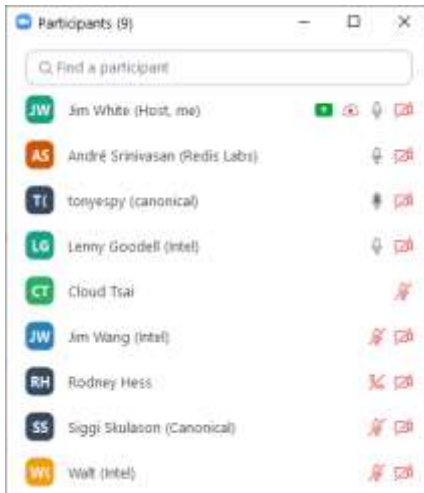 Participants (9)
Find a participant
JW Jim White (Host, me)
AS André Srinivasan (Redis Labs)
T( tonyespy (canonical)
LG Lenny Goodell (Intel)
CT Cloud Tsai
JW Jim Wang (Intel)
RH Rodney Hess
SS Siggi Skulason (Canonical)
W( Walt (Intel)